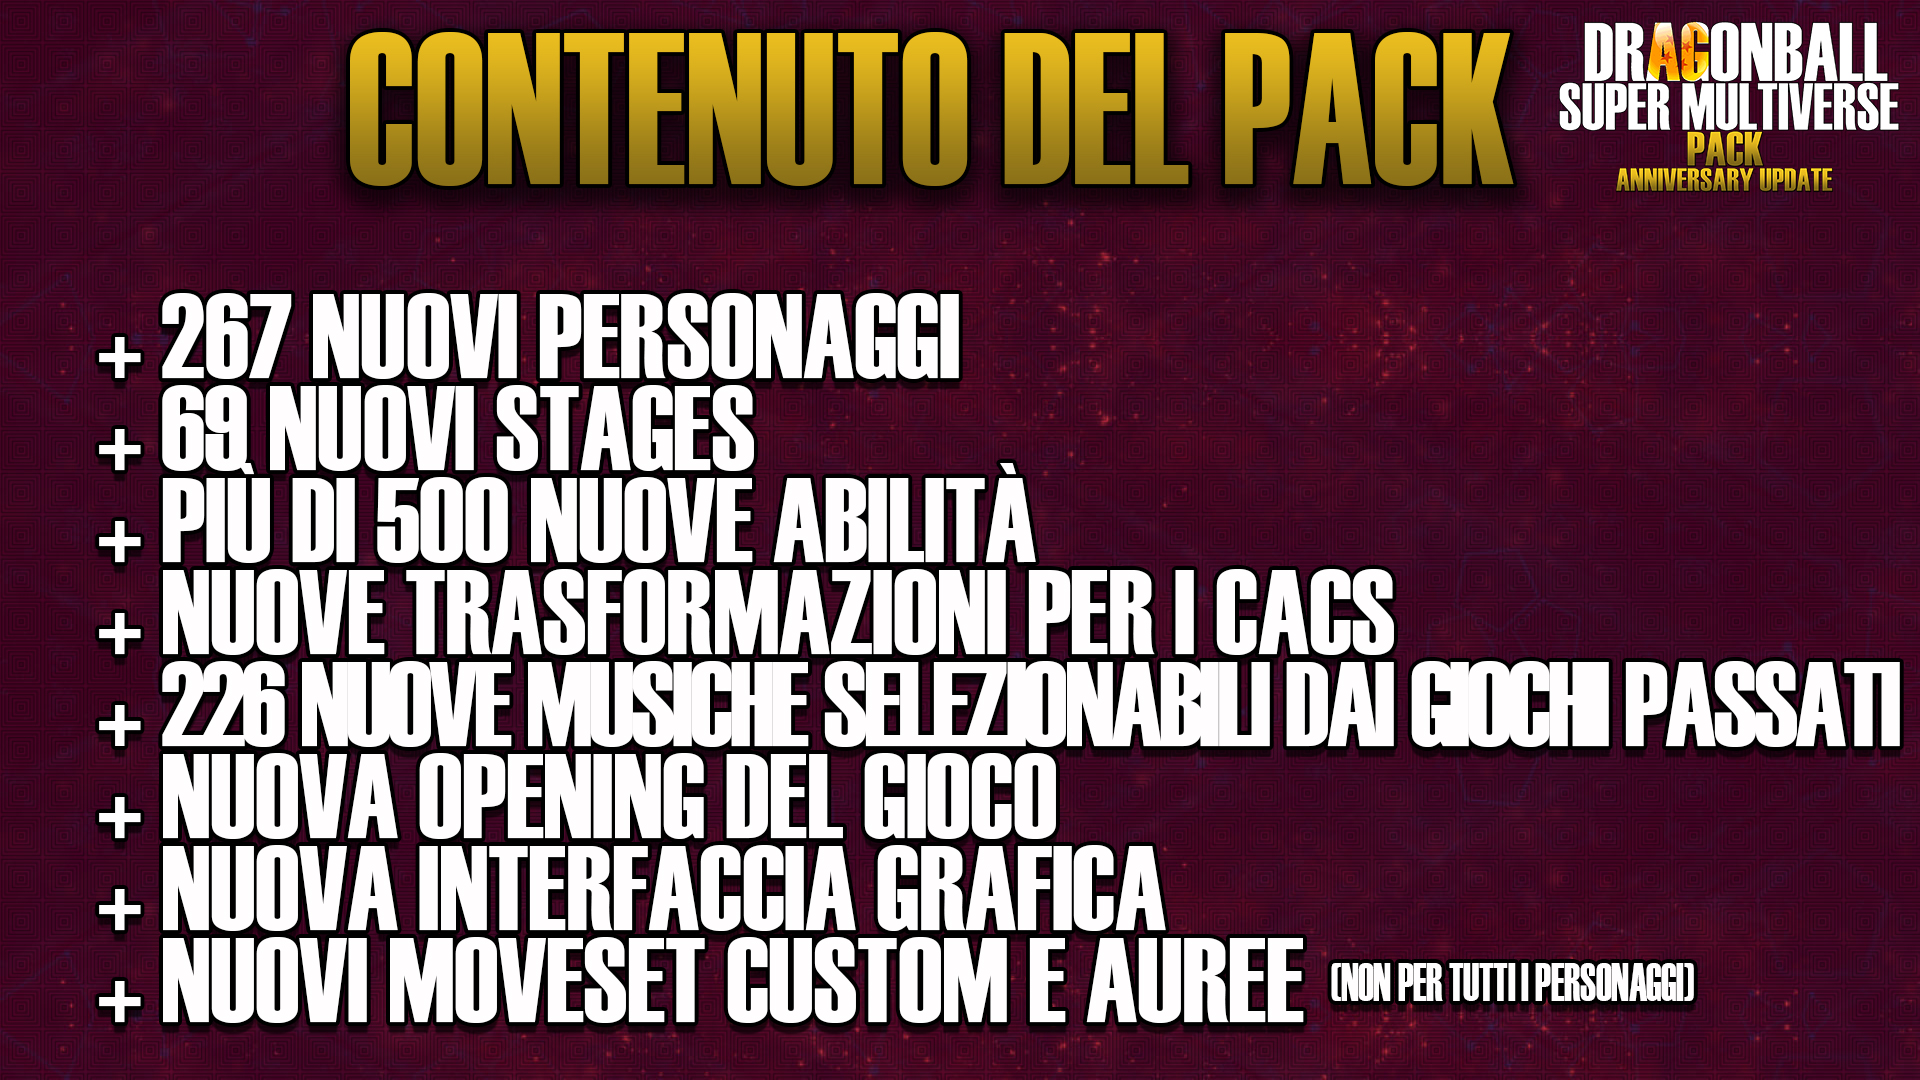 CONTENUTO DEL PACK
DRAGONBALL
SUPER MULTIVERSE
PACK
ANNIVERSARY UPDATE
+ 267 NUOVI PERSONAGGI
+ 69 NUOVI STAGES
+ PIÙ DI 500 NUOVE ABILITÀ
+ NUOVE TRASFORMAZIONI PER I CACS
+ 226 NUOVE MUSICHE SELEZIONABILI DAI GIOCHI PASSATI
+ NUOVA OPENING DEL GIOCO
+ NUOVA INTERFACCIA GRAFICA
+ NUOVI MOVESET CUSTOM E AUREE (NON PER TUTTI I PERSONAGGI)